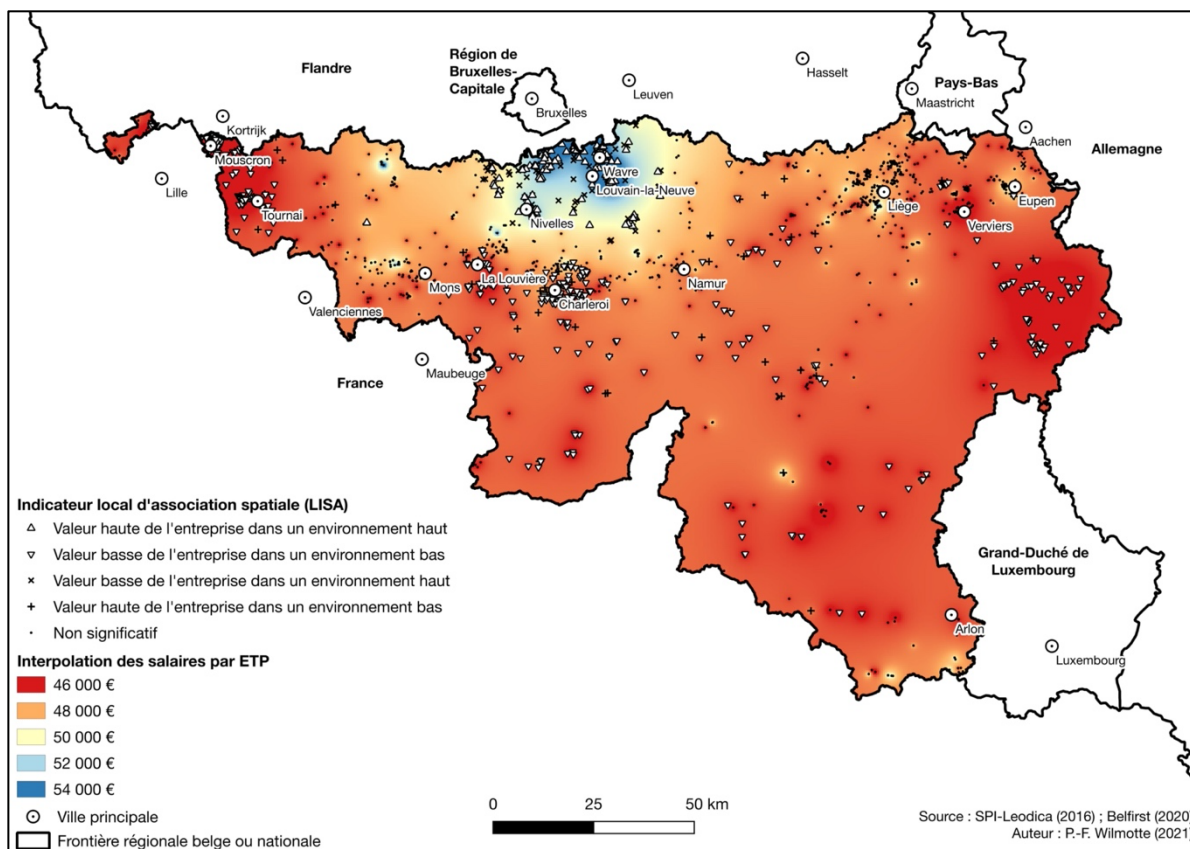 Flandre
Région de
Bruxelles-
Capitale
Bruxelles
Leuven
Hasselt
Pays-Bas
Maastricht
Aachen
Allemagne
Kortrijk
Mouscron
Lille
Tournai
Wavre
Louvain-la-Neuve
Nivelles
Liège
Eupen
Verviers
La Louvière
Mons
Charleroi
Namur
Valenciennes
Maubeuge
France
Grand-Duché de
Luxembourg
Arlon
Luxembourg
Indicateur local d'association spatiale (LISA)
Valeur haute de l'entreprise dans un environnement haut
Valeur basse de l'entreprise dans un environnement bas
Valeur basse de l'entreprise dans un environnement haut
Valeur haute de l'entreprise dans un environnement bas
Non significatif
Interpolation des salaires par ETP
46 000 €
48 000 €
50 000 €
52 000 €
54 000 €
Ville principale
Frontière régionale belge ou nationale
0 25 50 km
Source : SPI-Leodica (2016) ; Belfirst (2020)
Auteur : P.-F. Wilmotte (2021)